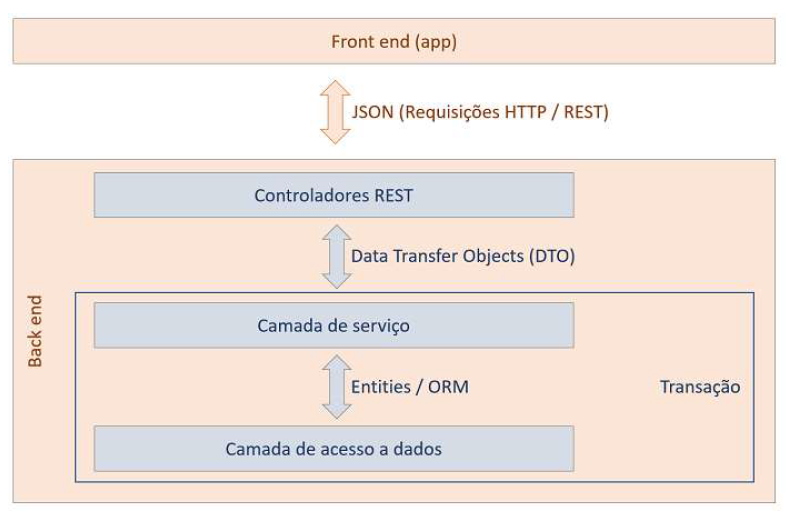 Front end (app)
JSON (Requisições HTTP / REST)
Controladores REST
Data Transfer Objects (DTO)
Back end
Camada de serviço
Entities / ORM
Transação
Camada de acesso a dados